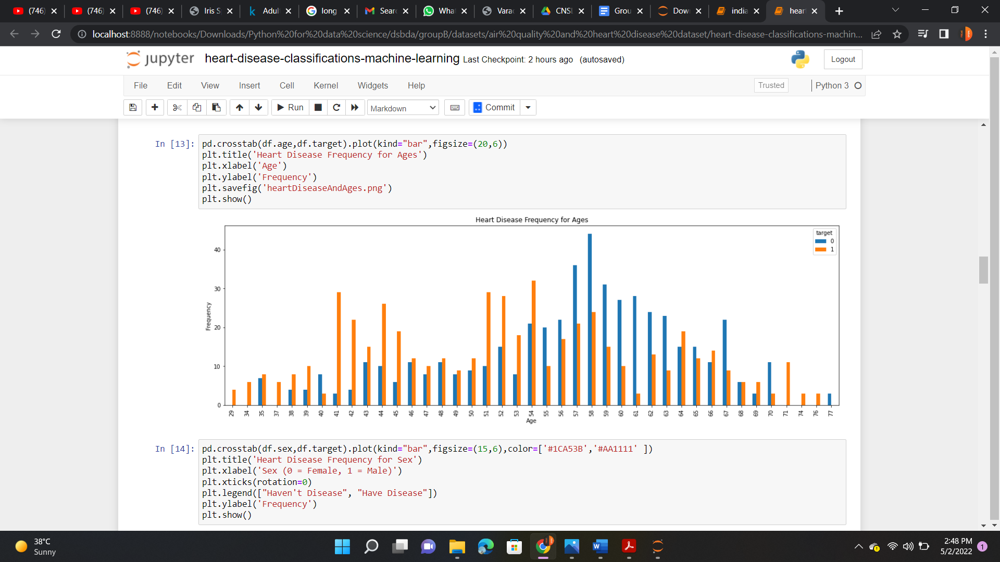 (746) (746) (746) Iris S Adul long Sear What Varac CNSL Grou Dow india hear
localhost:8888/notebooks/Downloads/Python%20for%20data%20science/dsbda/groupB/datasets/air%20quality%20and%20heart%20disease%20dataset/heart-disease-classifications-machin...
jupyter heart-disease-classifications-machine-learning Last Checkpoint: 2 hours ago (autosaved) Logout
File Edit View Insert Cell Kernel Widgets Help Trusted Python 3
Run Markdown Commit
In [13]: pd.crosstab(df.age,df.target).plot(kind="bar",figsize=(20,6))
plt.title('Heart Disease Frequency for Ages')
plt.xlabel('Age')
plt.ylabel('Frequency')
plt.savefig('heartDiseaseAndAges.png')
plt.show()
Heart Disease Frequency for Ages
target
0
1
40
30
20
10
0
Frequency
29 34 35 37 38 39 40 41 42 43 44 45 46 47 48 49 50 51 52 53 54 55 56 57 58 59 60 61 62 63 64 65 66 67 68 69 70 71 74 76 77
Age
In [14]: pd.crosstab(df.sex,df.target).plot(kind="bar",figsize=(15,6),color=['#1CA53B','#AA1111' ])
plt.title('Heart Disease Frequency for Sex')
plt.xlabel('Sex (0 = Female, 1 = Male)')
plt.xticks(rotation=0)
plt.legend(["Haven't Disease", "Have Disease"])
plt.ylabel('Frequency')
plt.show()
38°C
Sunny
2:48 PM
5/2/2022
1